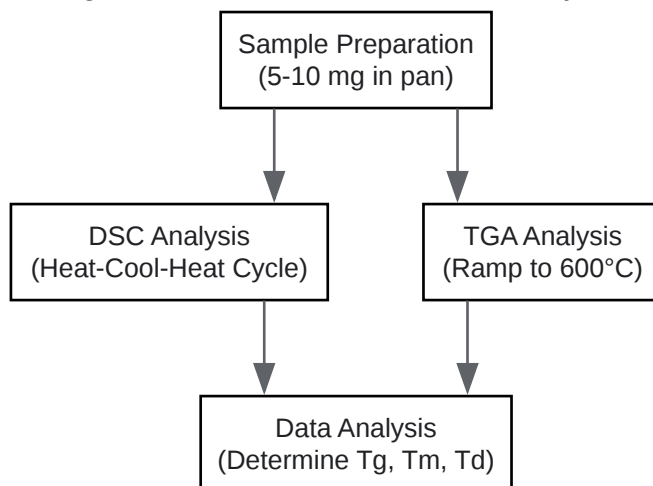 Sample Preparation
(5-10 mg in pan)
DSC Analysis
(Heat-Cool-Heat Cycle)
TGA Analysis
(Ramp to 600°C)
Data Analysis
(Determine Tg, Tm, Td)